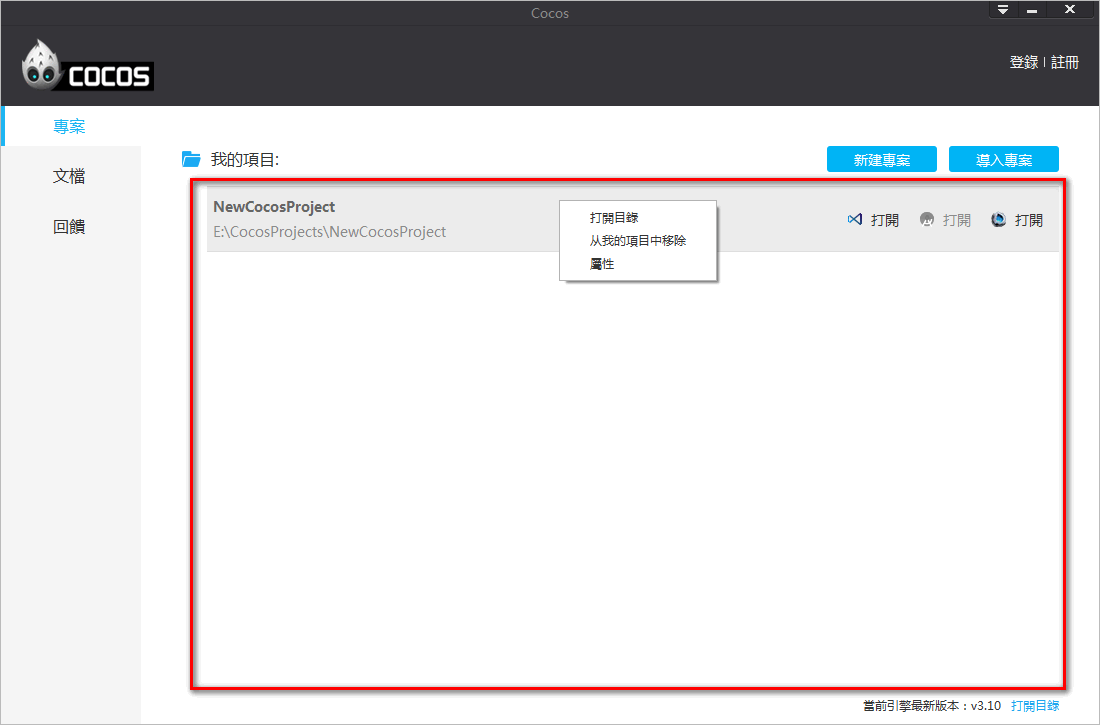 Cocos
COCOS
登錄 | 註冊
專案
文檔
回饋
我的項目:
新建專案
導入專案
NewCocosProject
E:\CocosProjects\NewCocosProject
打開目錄
从我的項目中移除
屬性
打開
打開
打開
當前引擎最新版本：v3.10 打開目錄